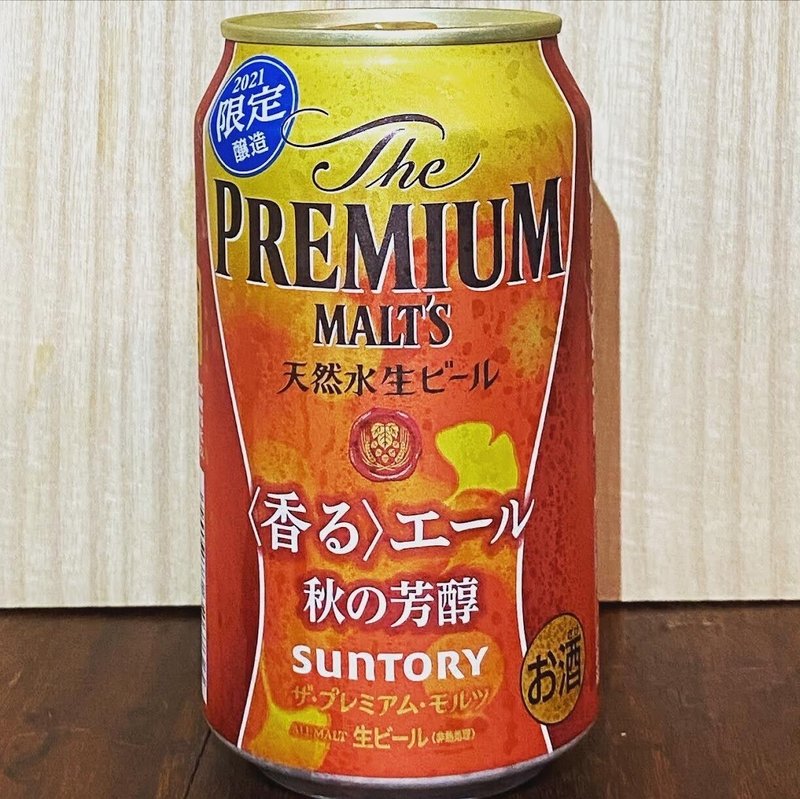 2021
限定
醸造
The
PREMIUM
MALT'S
天然水生ビール
〈香る〉エール
秋の芳醇
SUNTORY
ザ・プレミアム・モルツ
ALL MALT 生ビール(非熱処理)
お酒